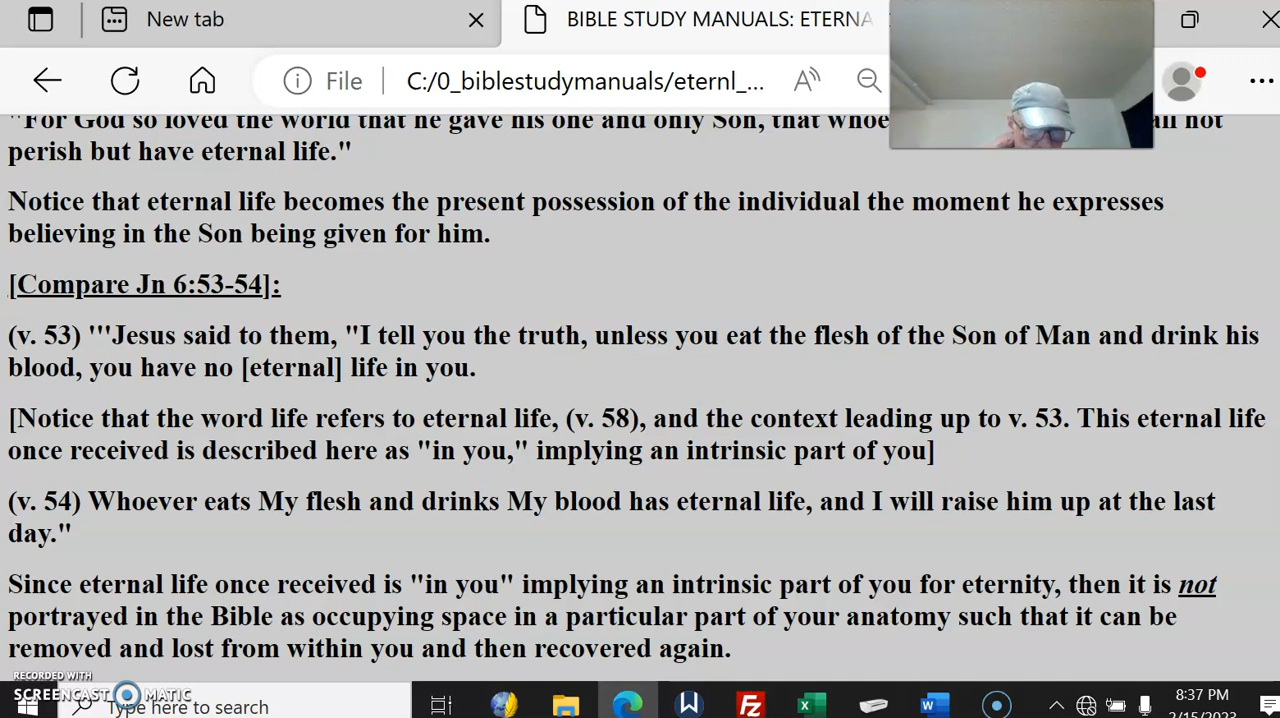 New tab
BIBLE STUDY MANUALS: ETERNA
File
C:/0_biblestudymanuals/eternl_...
"For God so loved the world that he gave his one and only Son, that whoe all not
perish but have eternal life."
Notice that eternal life becomes the present possession of the individual the moment he expresses
believing in the Son being given for him.
[Compare Jn 6:53-54]:
(v. 53) '"Jesus said to them, "I tell you the truth, unless you eat the flesh of the Son of Man and drink his
blood, you have no [eternal] life in you.
[Notice that the word life refers to eternal life, (v. 58), and the context leading up to v. 53. This eternal life
once received is described here as "in you," implying an intrinsic part of you]
(v. 54) Whoever eats My flesh and drinks My blood has eternal life, and I will raise him up at the last
day."
Since eternal life once received is "in you" implying an intrinsic part of you for eternity, then it is not
portrayed in the Bible as occupying space in a particular part of your anatomy such that it can be
removed and lost from within you and then recovered again.
RECORDED WITH
SCREENCAST MATIC
Type here to search
8:37 PM
2/15/2023